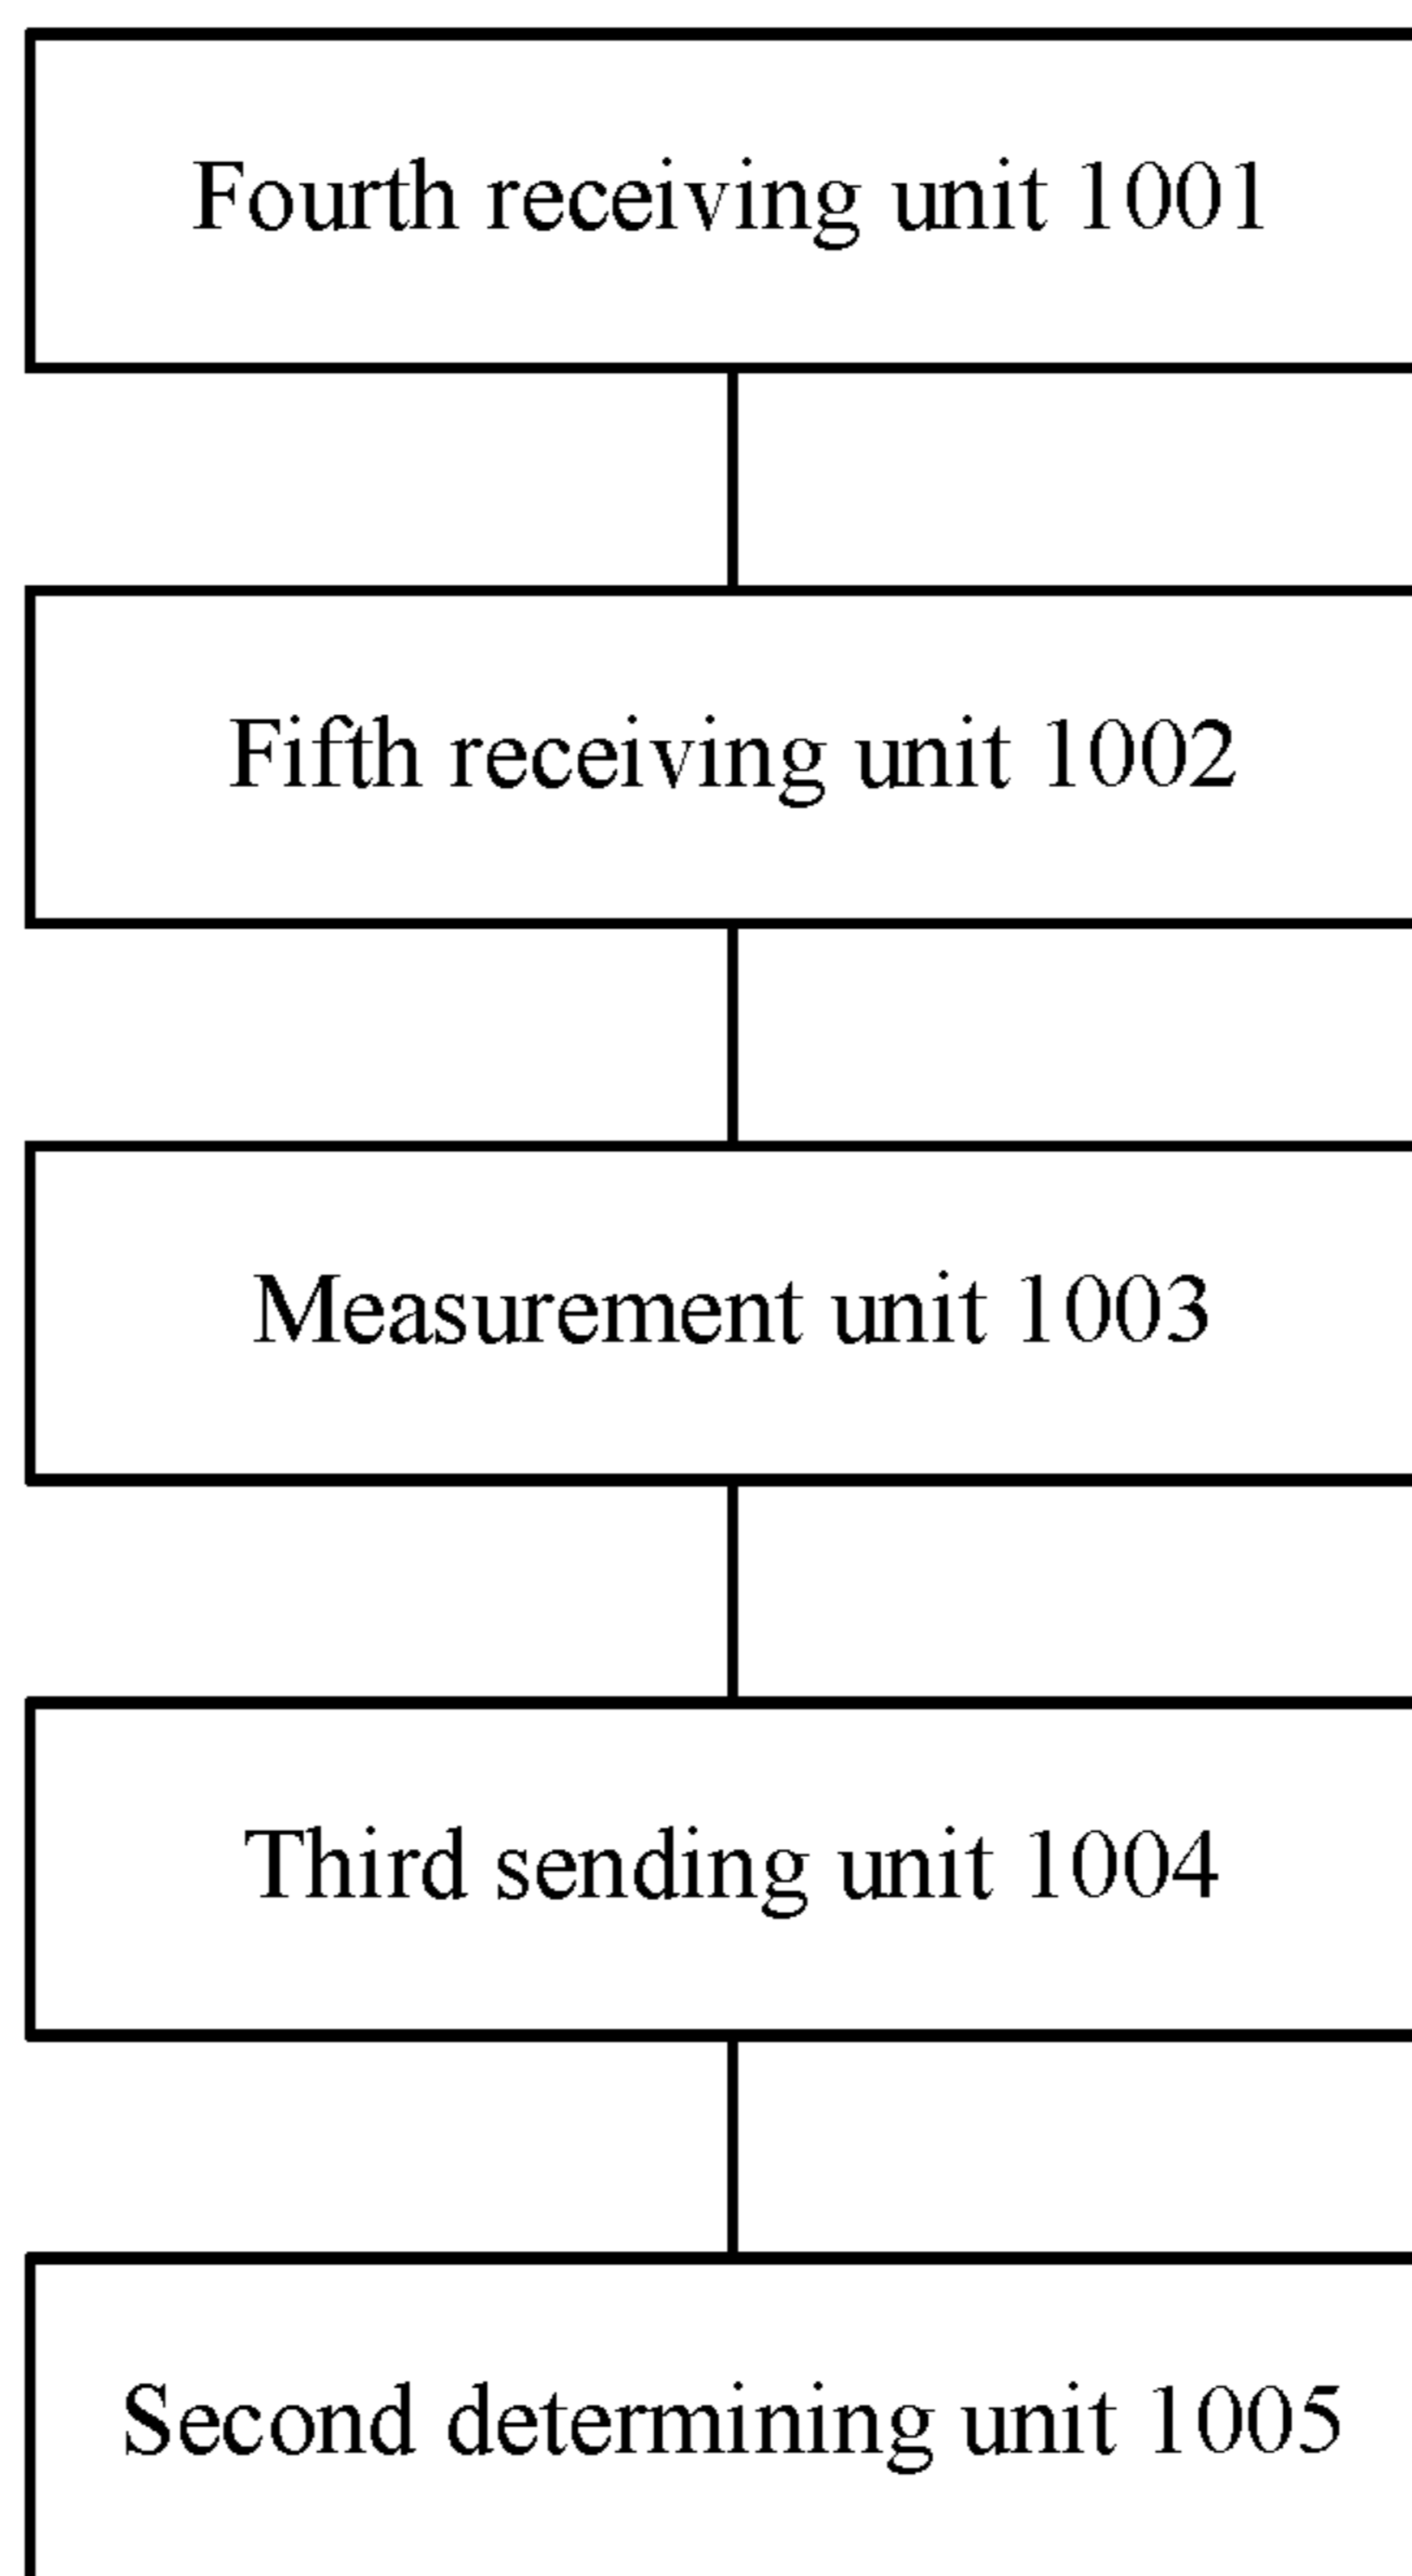 Fourth receiving unit 1001
Fifth receiving unit 1002
Measurement unit 1003
Third sending unit 1004
Second determining unit 1005